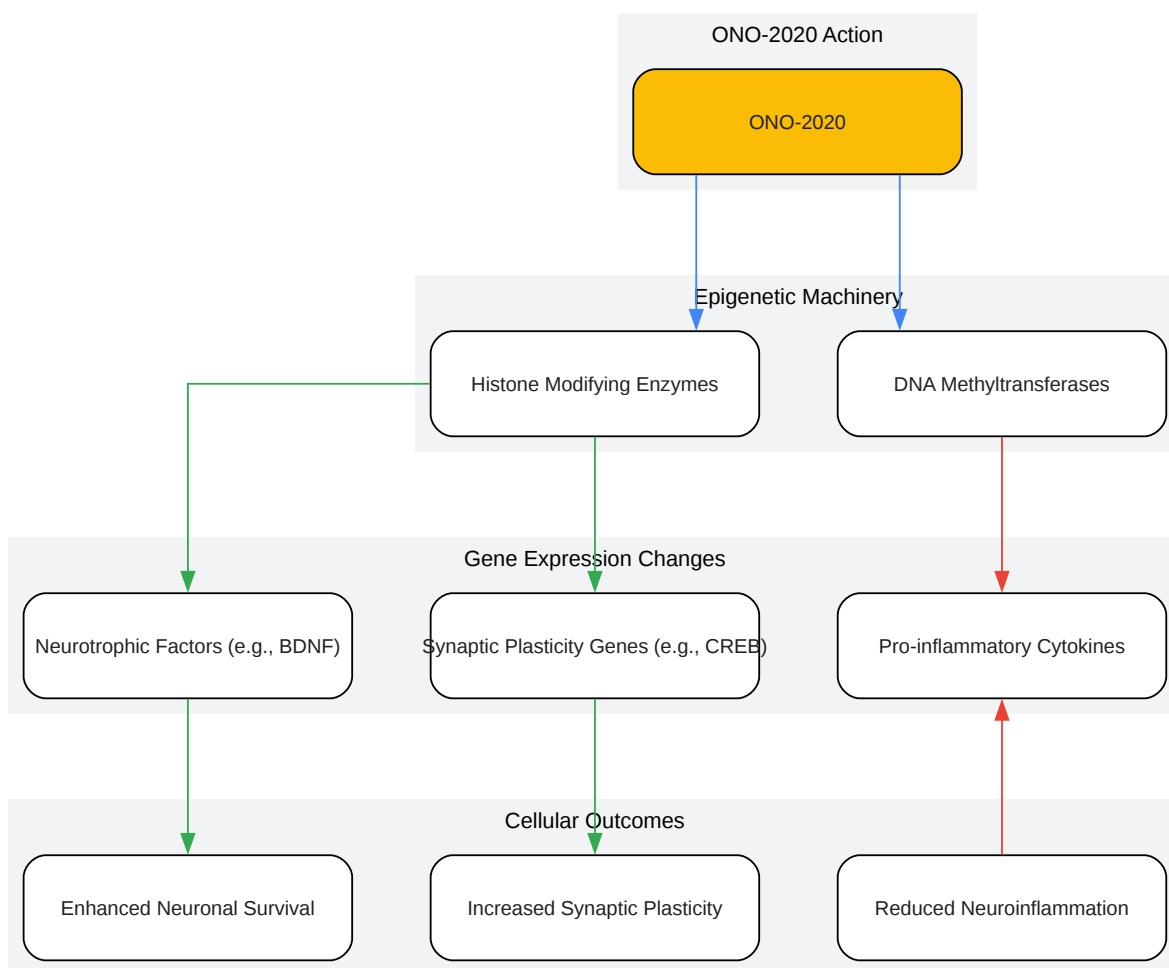 ONO-2020 Action
ONO-2020
Epigenetic Machinery
Histone Modifying Enzymes
DNA Methyltransferases
Gene Expression Changes
Neurotrophic Factors (e.g., BDNF)
Synaptic Plasticity Genes (e.g., CREB)
Pro-inflammatory Cytokines
Cellular Outcomes
Enhanced Neuronal Survival
Increased Synaptic Plasticity
Reduced Neuroinflammation